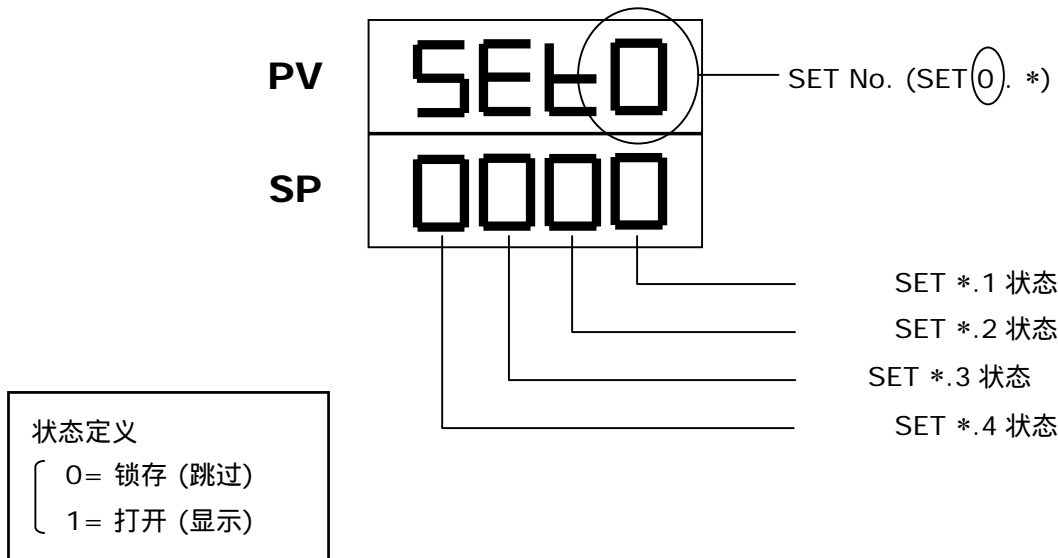 PV
SEt0
SET No. (SET0. *)
SP
0000
SET *.1 状态
SET *.2 状态
SET *.3 状态
SET *.4 状态
状态定义
0= 锁存 (跳过)
1= 打开 (显示)